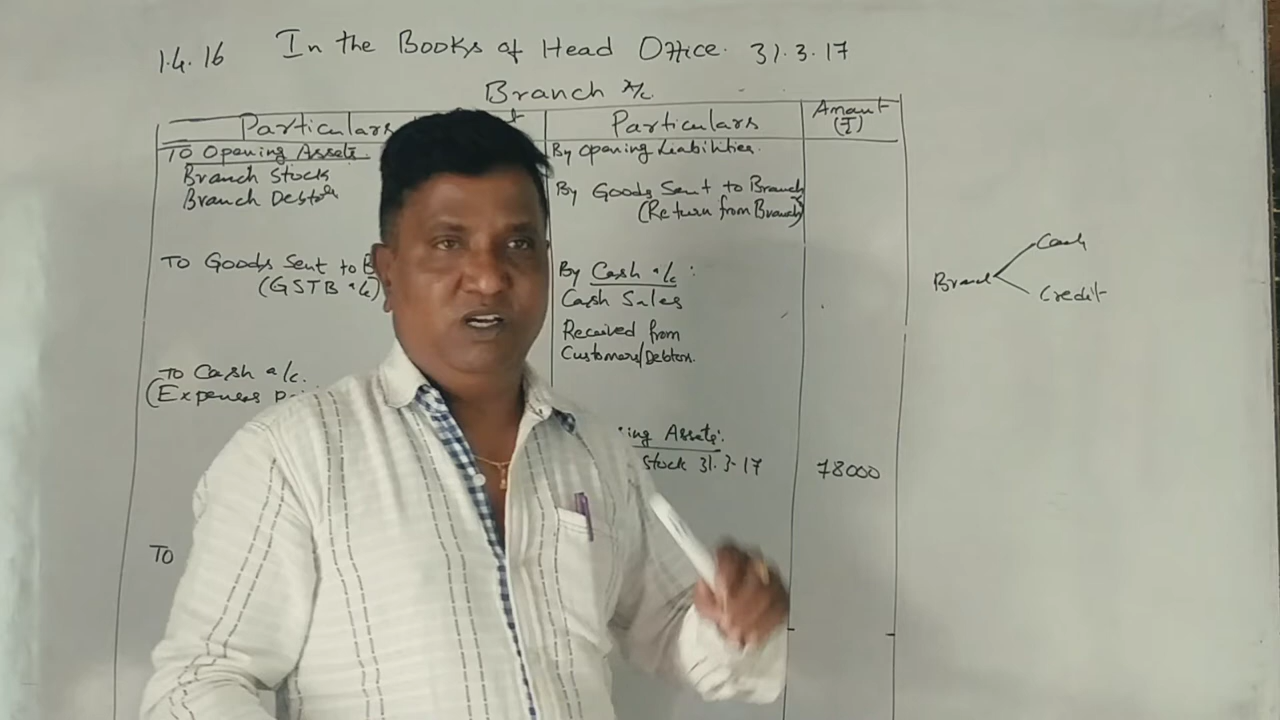 1.4.16 In the Books of Head Office 31.3.17
Branch A/c
Particulars
Particulars
Amount
(₹)
To Opening Assets.
Branch Stock
Branch Debtors
To Goods Sent to B
(GSTB a/c)
To Cash a/c.
(Expenses
To
By Opening Liabilities.
By Goods Sent to Branch
(Return from Branch)
By Cash a/c :
Cash Sales
Received from
Customers/Debtors.
ing Assets:
Stock 31.3.17 78000
Branch
Cash
Credit